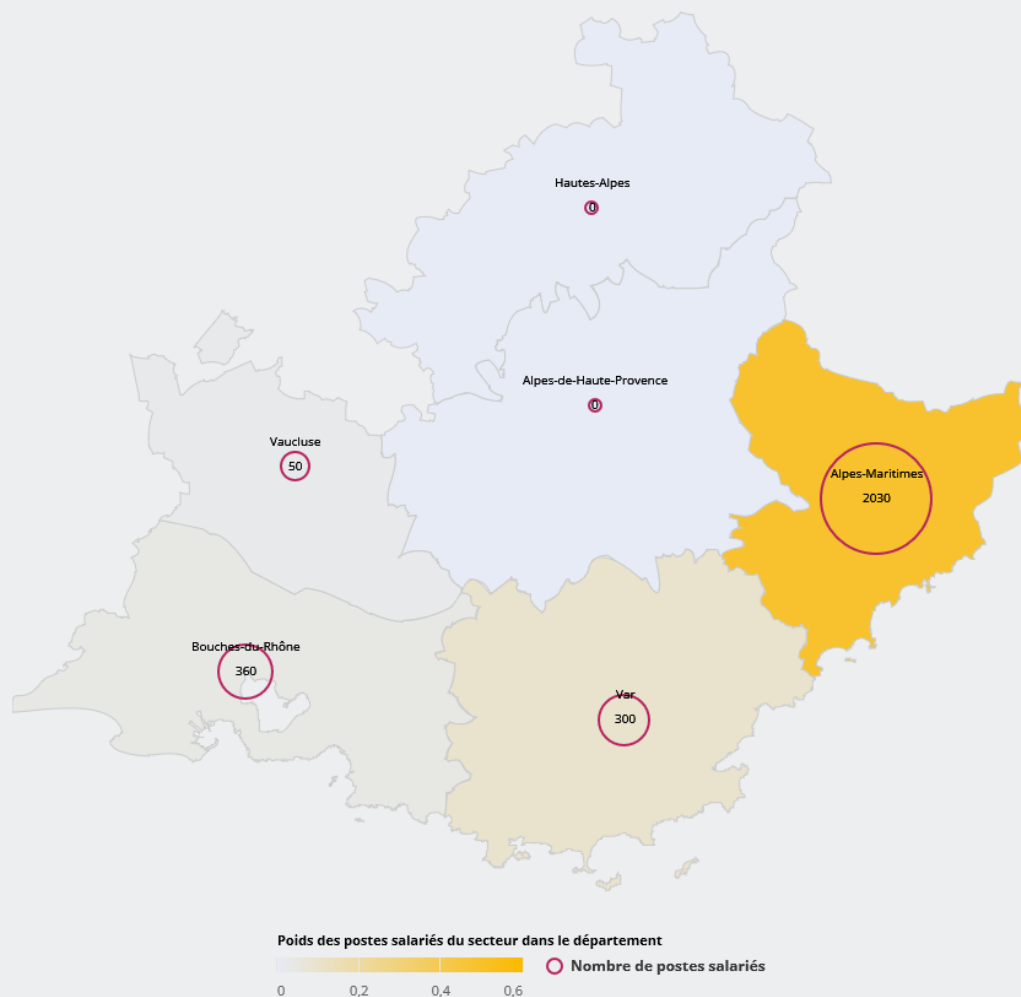 Hautes-Alpes
0
Alpes-de-Haute-Provence
0
Vaucluse
50
Alpes-Maritimes
2030
Bouches-du-Rhône
360
Var
300
Poids des postes salariés du secteur dans le département
Nombre de postes salariés
0 0,2 0,4 0,6